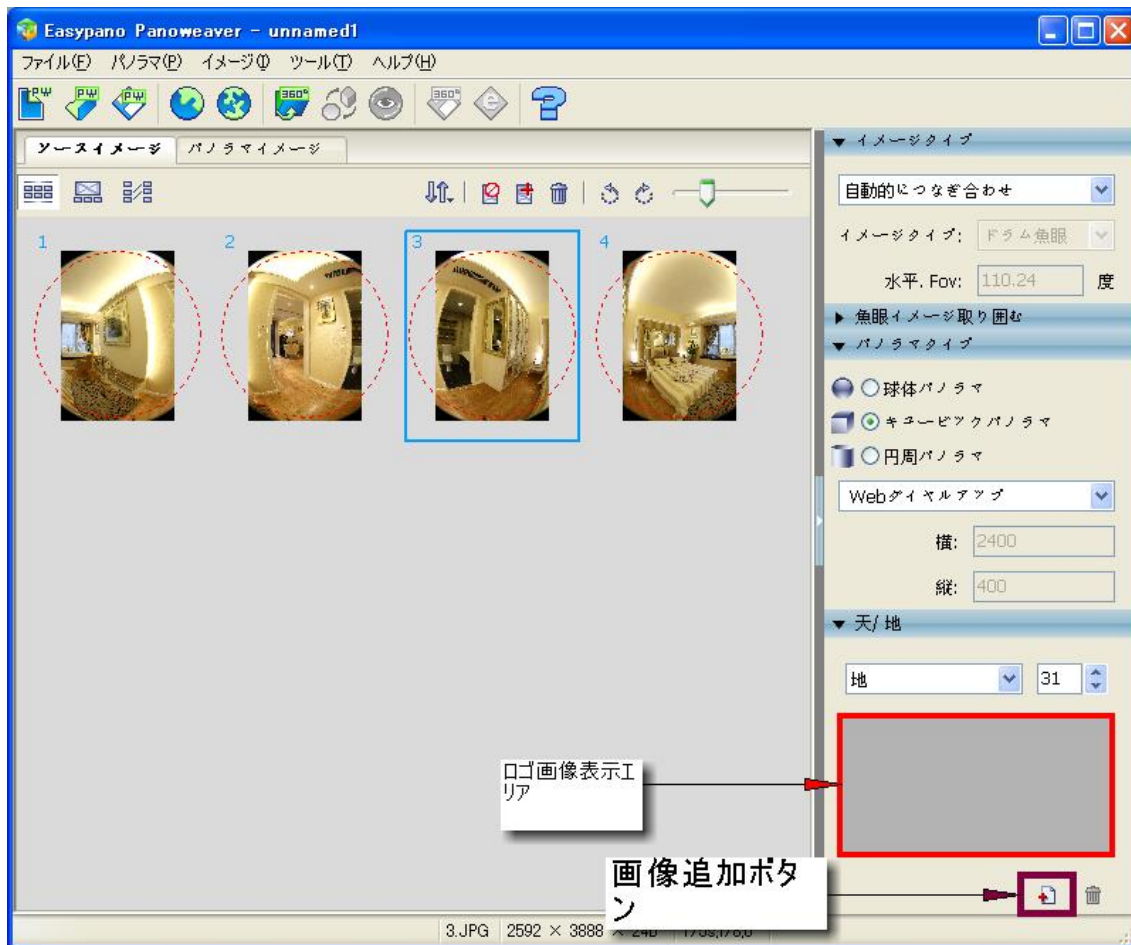 Easypano Panoweaver - unnamed1
ファイル(F) パノラマ(P) イメージ(I) ツール(T) ヘルプ(H)
PW PW PW 360° 360° e
ソースイメージ パノラマイメージ
1 2 3 4
▼ イメージタイプ
自動的につなぎ合わせ
イメージタイプ: ドラム魚眼
水平. Fov: 110.24 度
魚眼イメージ取り囲む
パノラマタイプ
球体パノラマ
キュービックパノラマ
円周パノラマ
Webダイヤルアップ
横: 2400
縦: 400
天/地
地 31
ロゴ画像表示エ
リア
画像追加ボタ
ン
3.JPG 2592 × 3888 × 24b